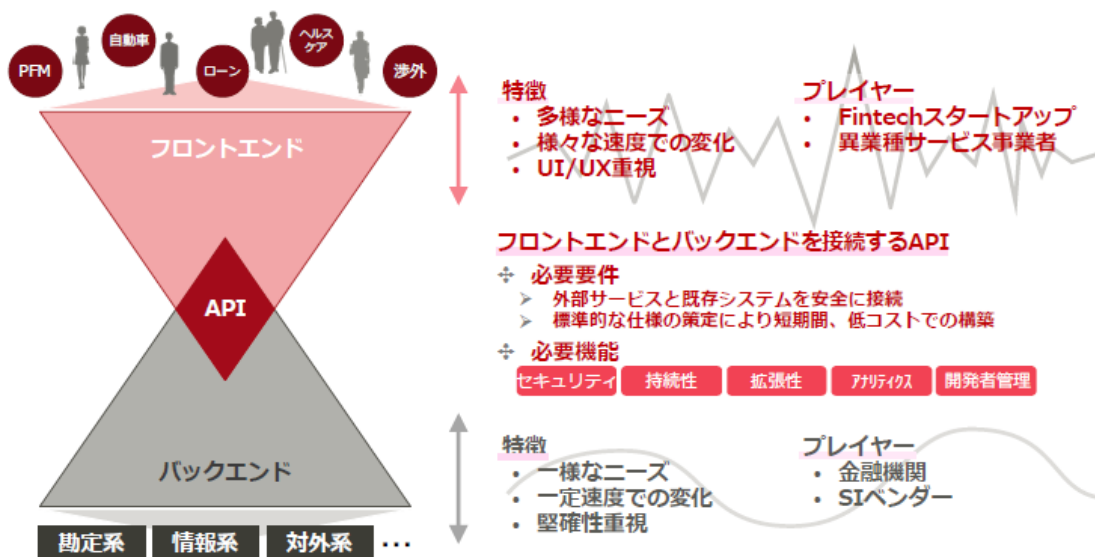 PFM
自動車
ローン
ヘルス
ケア
渉外
フロントエンド
API
バックエンド
勘定系
情報系
対外系
...
特徴
• 多様なニーズ
• 様々な速度での変化
• UI/UX重視
プレイヤー
• Fintechスタートアップ
• 異業種サービス事業者
フロントエンドとバックエンドを接続するAPI
必要要件
➢ 外部サービスと既存システムを安全に接続
➢ 標準的な仕様の策定により短期間、低コストでの構築
必要機能
セキュリティ
持続性
拡張性
ｱﾅﾘﾃｨｸｽ
開発者管理
特徴
• 一様なニーズ
• 一定速度での変化
• 堅確性重視
プレイヤー
• 金融機関
• SIベンダー